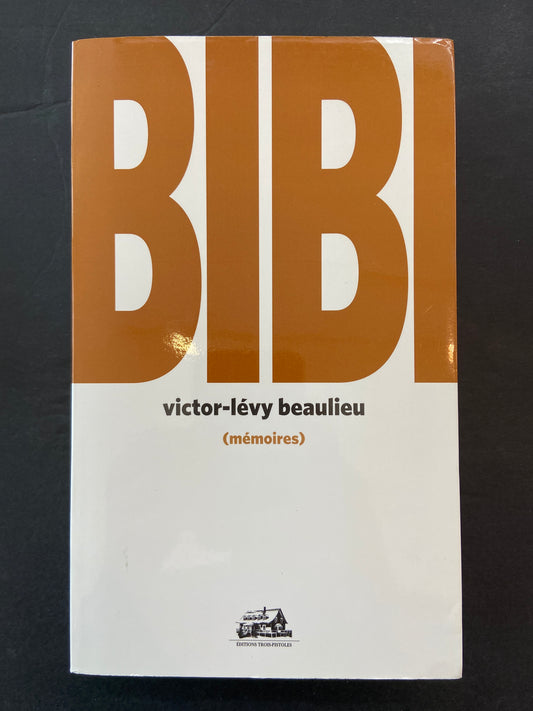 BIBI
victor-lévy beaulieu
(mémoires)
ÉDITIONS TROIS-PISTOLES